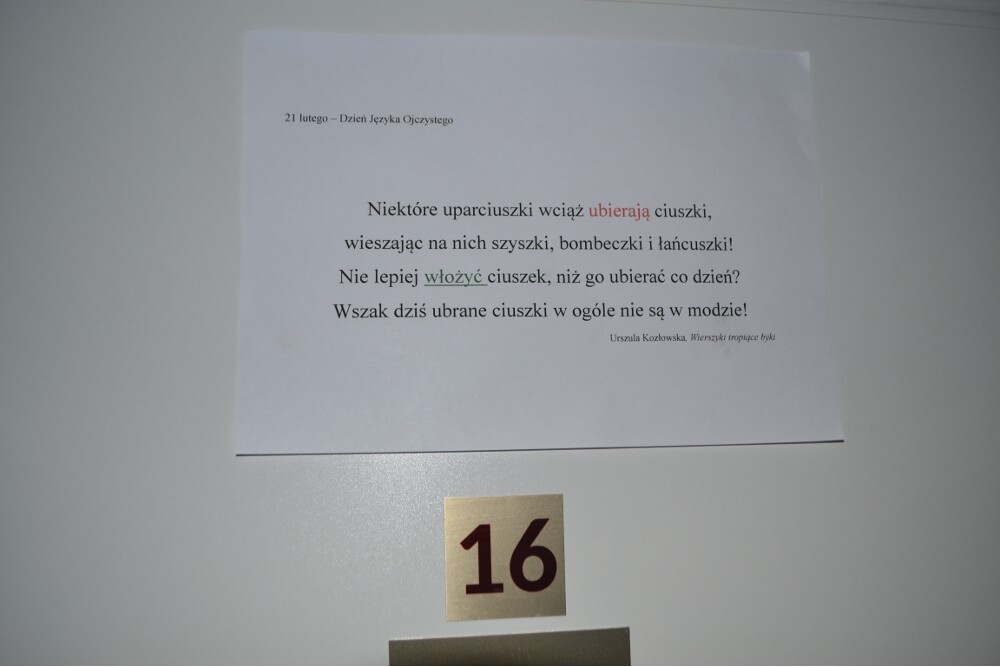 21 lutego – Dzień Języka Ojczystego
Niektóre uparciuszki wciąż ubierają ciuszki,
wieszając na nich szyszki, bombeczki i łańcuszki!
Nie lepiej włożyć ciuszek, niż go ubierać co dzień?
Wszak dziś ubrane ciuszki w ogóle nie są w modzie!
Urszula Kozłowska, Wierszyki tropiące byki
16